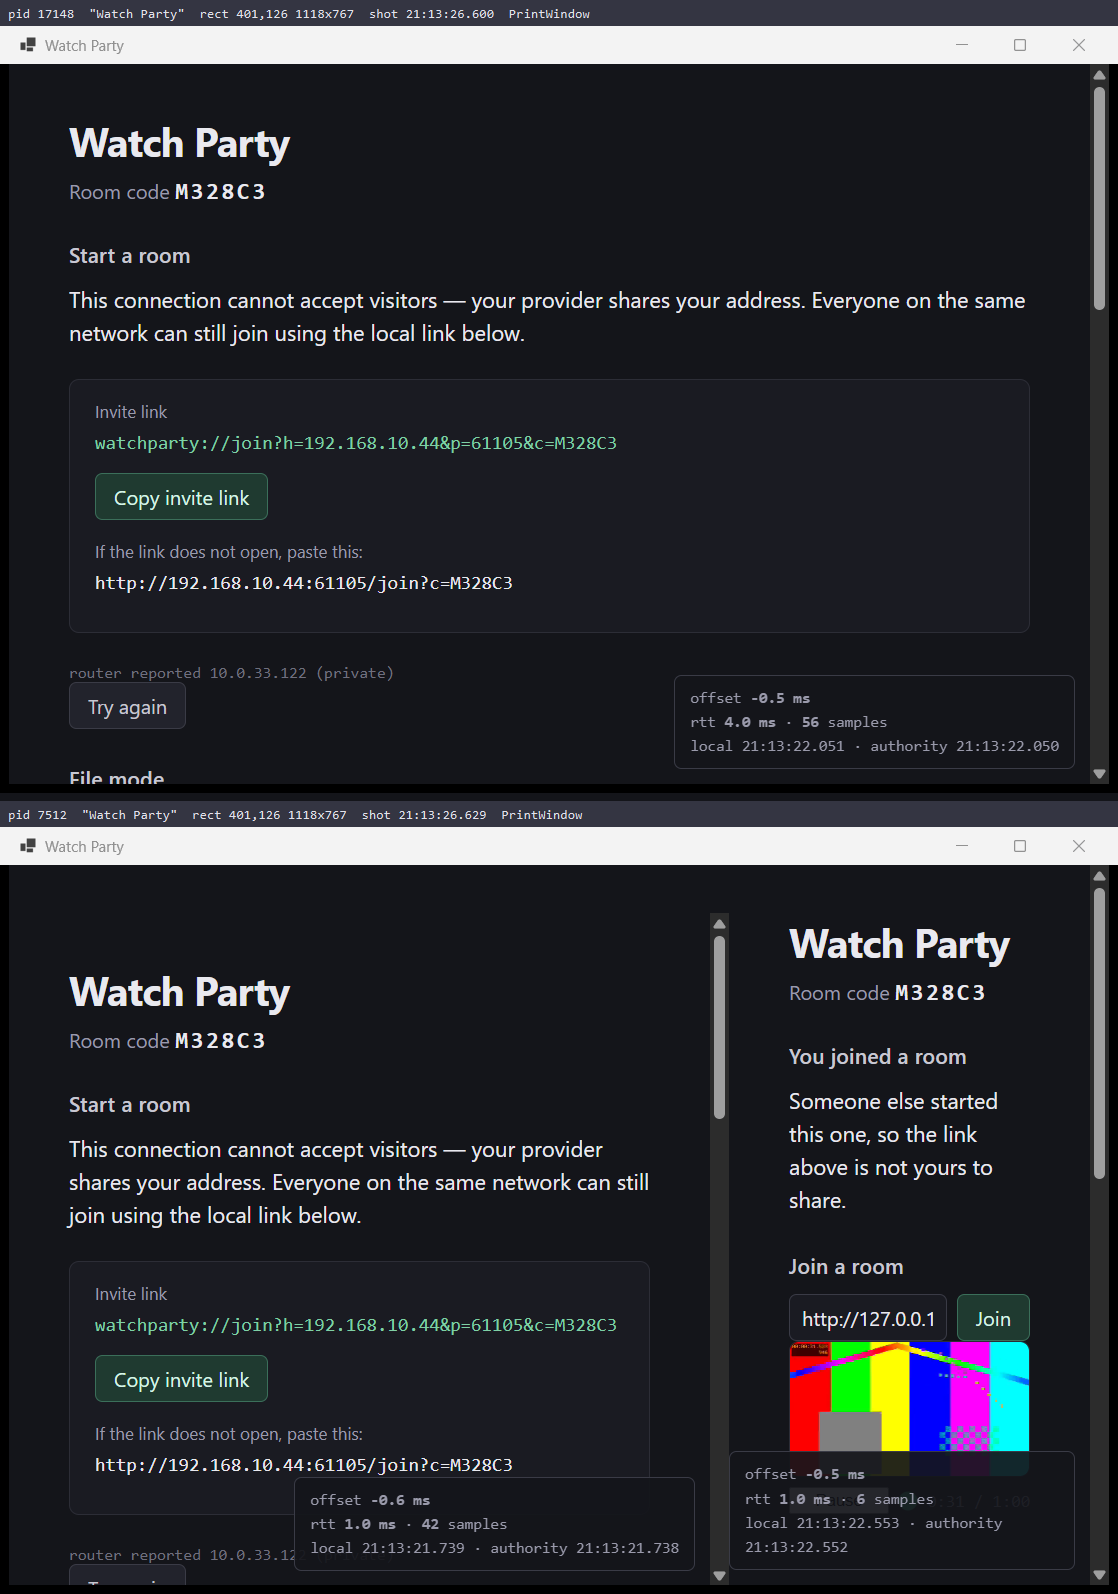 pid 17148 "Watch Party" rect 401,126 1118x767 shot 21:13:26.600 PrintWindow
Watch Party
Watch Party
Room code M328C3
Start a room
This connection cannot accept visitors — your provider shares your address. Everyone on the same
network can still join using the local link below.
Invite link
watchparty://join?h=192.168.10.44&p=61105&c=M328C3
Copy invite link
If the link does not open, paste this:
http://192.168.10.44:61105/join?c=M328C3
router reported 10.0.33.122 (private)
Try again
offset -0.5 ms
rtt 4.0 ms · 56 samples
local 21:13:22.051 · authority 21:13:22.050
File mode
pid 7512 "Watch Party" rect 401,126 1118x767 shot 21:13:26.629 PrintWindow
Watch Party
Watch Party
Room code M328C3
Start a room
This connection cannot accept visitors — your provider
shares your address. Everyone on the same network can still
join using the local link below.
Invite link
watchparty://join?h=192.168.10.44&p=61105&c=M328C3
Copy invite link
If the link does not open, paste this:
http://192.168.10.44:61105/join?c=M328C3
router reported 10.0.33.122
offset -0.6 ms
rtt 1.0 ms · 42 samples
local 21:13:21.739 · authority 21:13:21.738
Watch Party
Room code M328C3
You joined a room
Someone else started
this one, so the link
above is not yours to
share.
Join a room
http://127.0.0.1
Join
offset -0.5 ms
rtt 1.0 ms · 6 samples
local 21:13:22.553 · authority
21:13:22.552